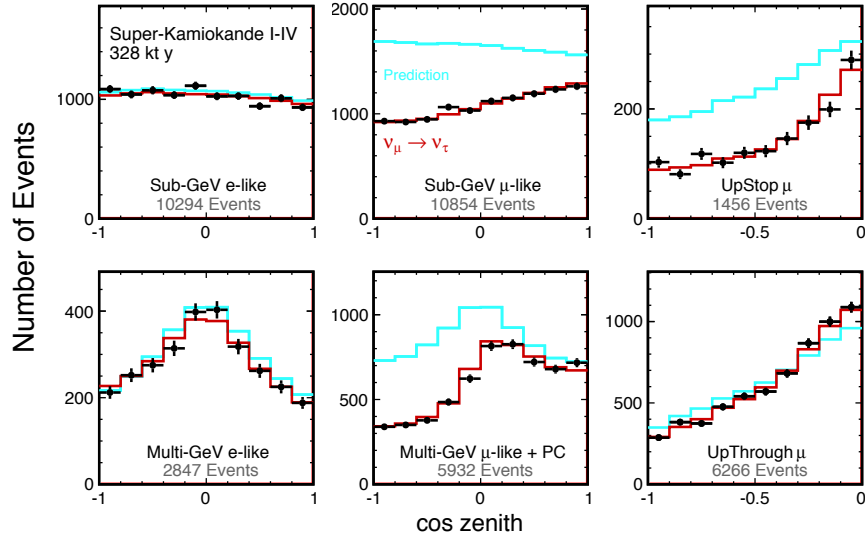 Super-Kamiokande I-IV
328 kt y
1000
0
Sub-GeV e-like
10294 Events
-1
0
1
2000
Prediction
1000
νμ → ντ
Sub-GeV μ-like
10854 Events
0
-1
0
1
200
UpStop μ
1456 Events
0
-1
-0.5
0
Number of Events
400
200
0
Multi-GeV e-like
2847 Events
-1
0
1
1000
500
0
Multi-GeV μ-like + PC
5932 Events
-1
0
1
1000
500
0
UpThrough μ
6266 Events
-1
-0.5
0
cos zenith